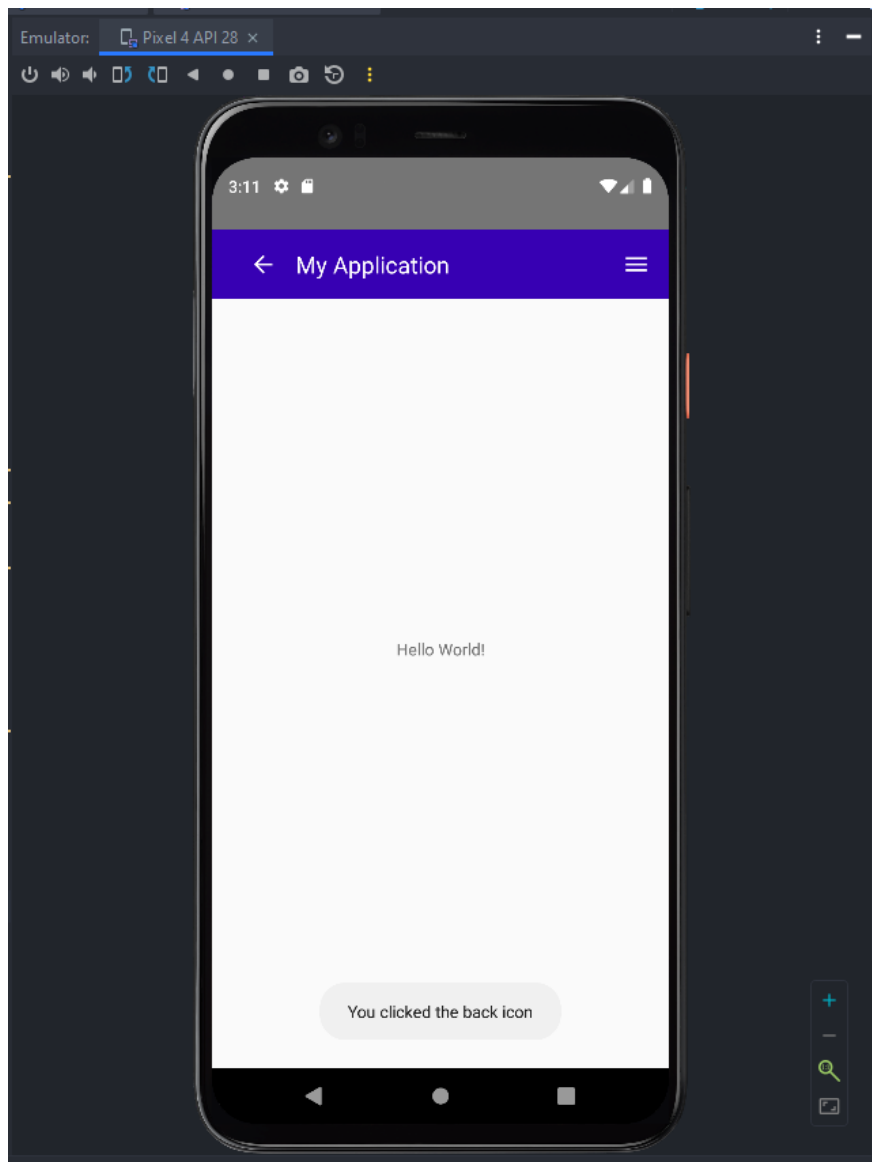 Emulator: Pixel 4 API 28
3:11
My Application
Hello World!
You clicked the back icon